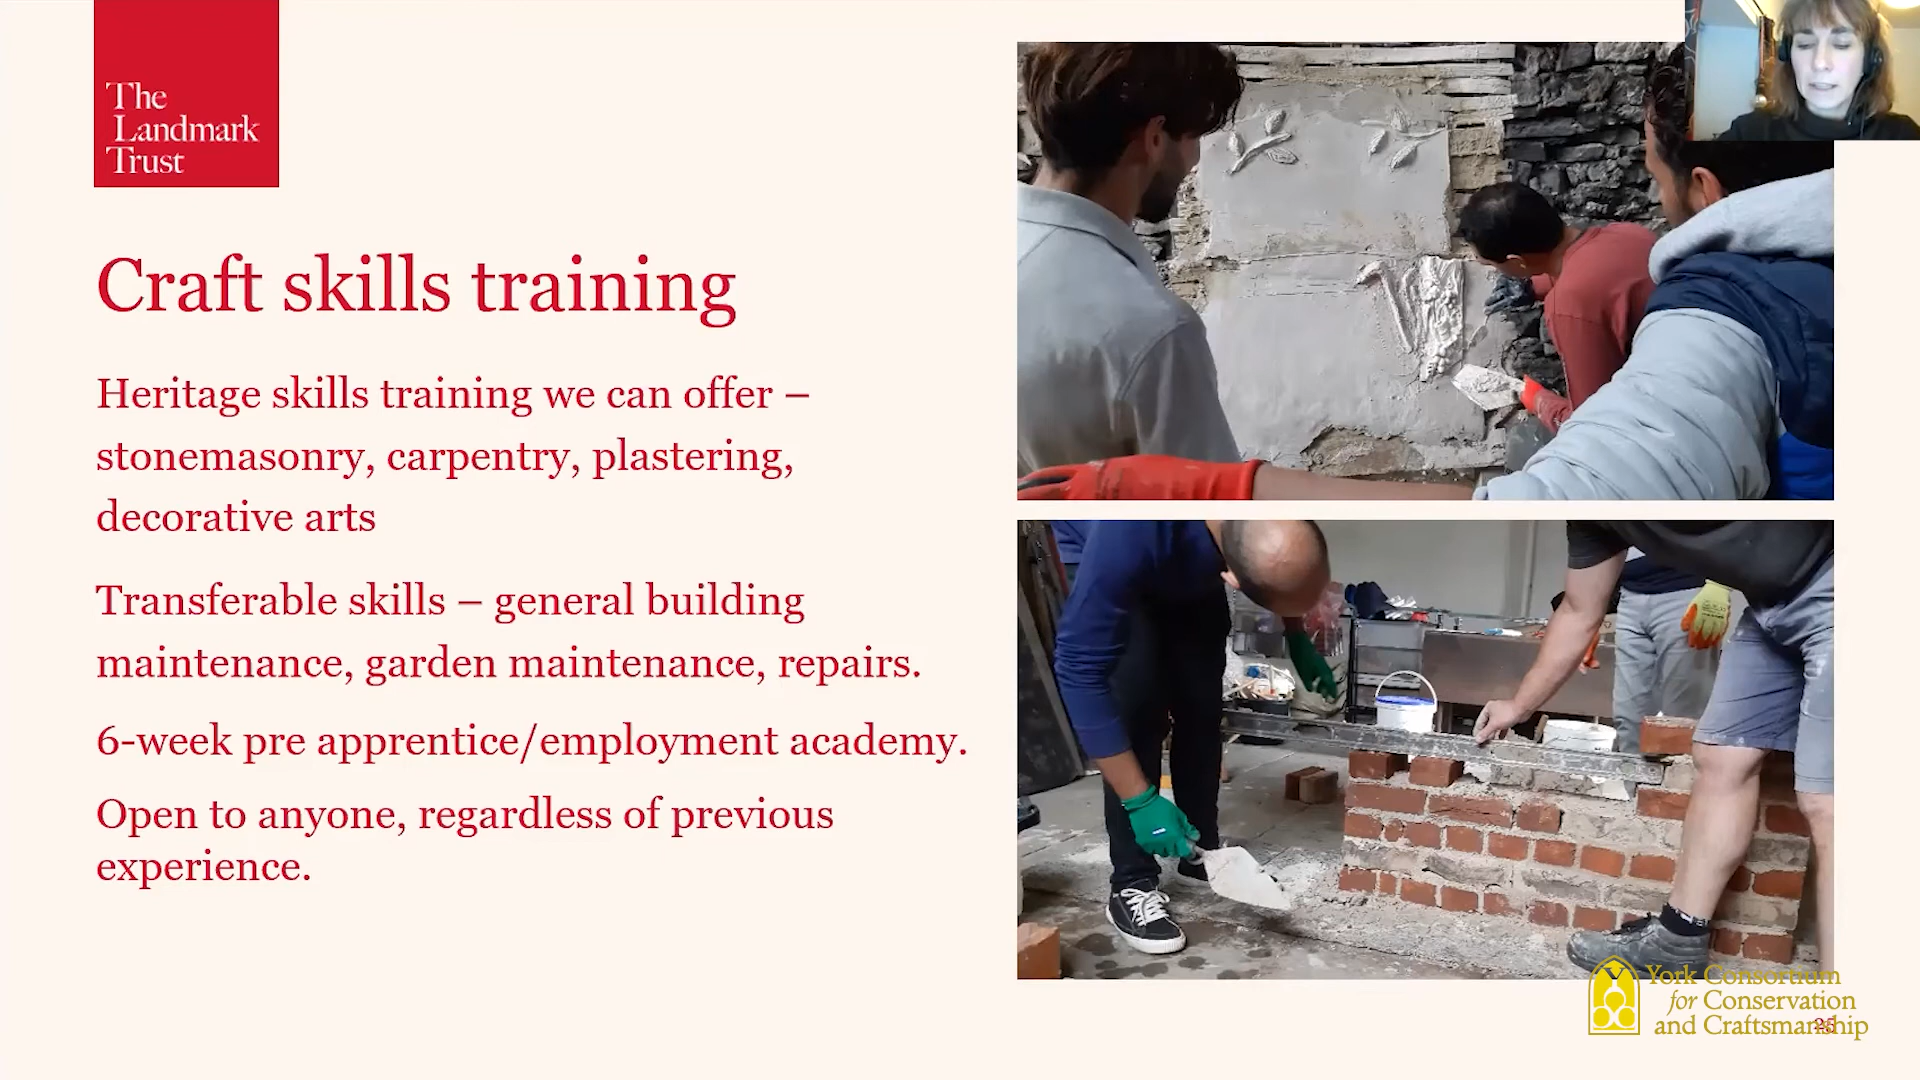 The
Landmark
Trust
Craft skills training
Heritage skills training we can offer –
stonemasonry, carpentry, plastering,
decorative arts
Transferable skills – general building
maintenance, garden maintenance, repairs.
6-week pre apprentice/employment academy.
Open to anyone, regardless of previous
experience.
York Consortium
for Conservation
and Craftsmanship